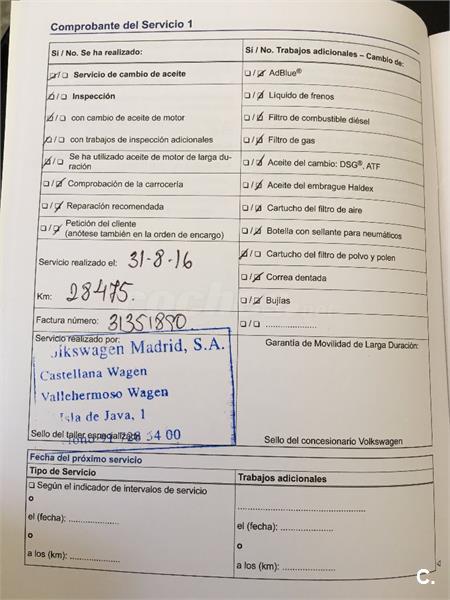 Comprobante del Servicio 1
Sí / No. Se ha realizado:
Sí / No. Trabajos adicionales – Cambio de:
☑/☐ Servicio de cambio de aceite
☐/☑ AdBlue®
☑/☐ Inspección
☐/☑ Líquido de frenos
☑/☐ con cambio de aceite de motor
☐/☑ Filtro de combustible diésel
☑/☐ con trabajos de inspección adicionales
☐/☑ Filtro de gas
☑/☐ Se ha utilizado aceite de motor de larga du-
ración
☐/☑ Aceite del cambio: DSG®, ATF
☐/☑ Comprobación de la carrocería
☐/☑ Aceite del embrague Haldex
☐/☑ Reparación recomendada
☐/☑ Cartucho del filtro de aire
☐/☑ Petición del cliente
(anótese también en la orden de encargo)
☐/☑ Botella con sellante para neumáticos
Servicio realizado el: 31-8-16
☑/☐ Cartucho del filtro de polvo y polen
☐/☑ Correa dentada
Km: 28475.
☐/☑ Bujías
Factura número: 31351890
☐/☐ ....................
Servicio realizado por:
Garantía de Movilidad de Larga Duración:
olkswagen Madrid, S.A.
Castellana Wagen
Vallehermoso Wagen
Isla de Java, 1
34 00
Sello del taller especializado
Sello del concesionario Volkswagen
Fecha del próximo servicio
Tipo de Servicio
Trabajos adicionales
☐ Según el indicador de intervalos de servicio
o
el (fecha): ....................
o
a los (km): ....................
..........................................
el (fecha): ....................
o
a los (km): ....................
4
C.